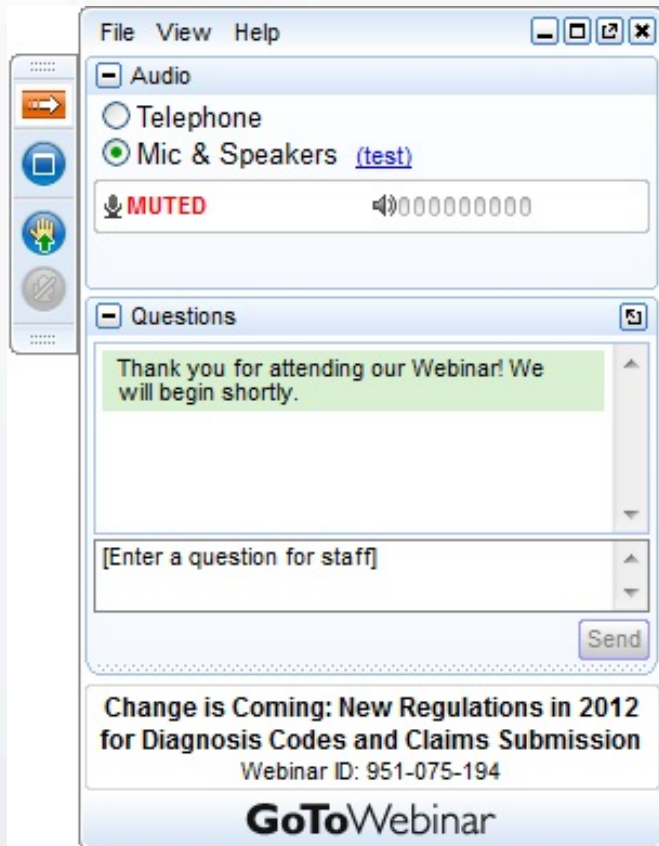 File View Help
Audio
Telephone
Mic & Speakers (test)
MUTED 000000000
Questions
Thank you for attending our Webinar! We
will begin shortly.
[Enter a question for staff]
Send
Change is Coming: New Regulations in 2012
for Diagnosis Codes and Claims Submission
Webinar ID: 951-075-194
GoToWebinar